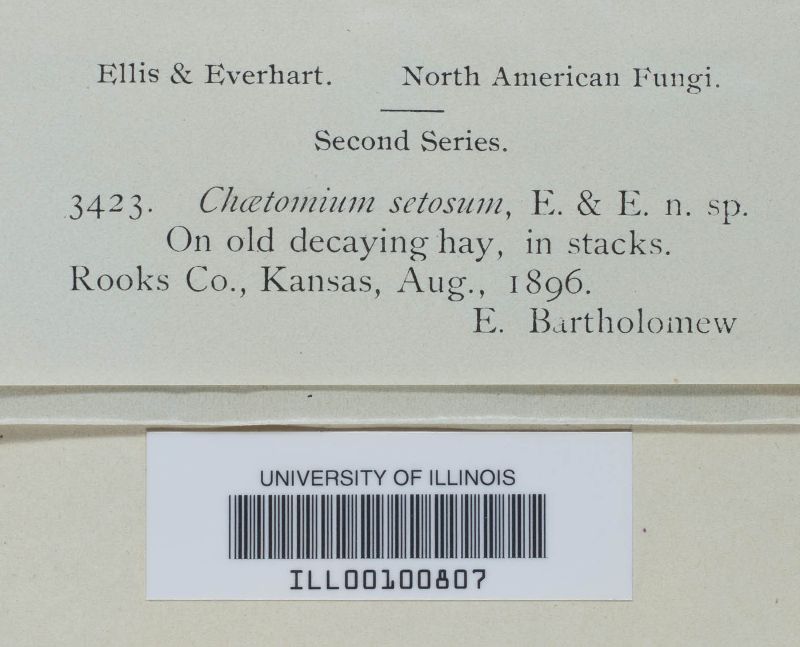 Ellis & Everhart. North American Fungi.
Second Series.
3423. Chætomium setosum, E. & E. n. sp.
On old decaying hay, in stacks.
Rooks Co., Kansas, Aug., 1896.
E. Bartholomew
UNIVERSITY OF ILLINOIS
ILL00100807